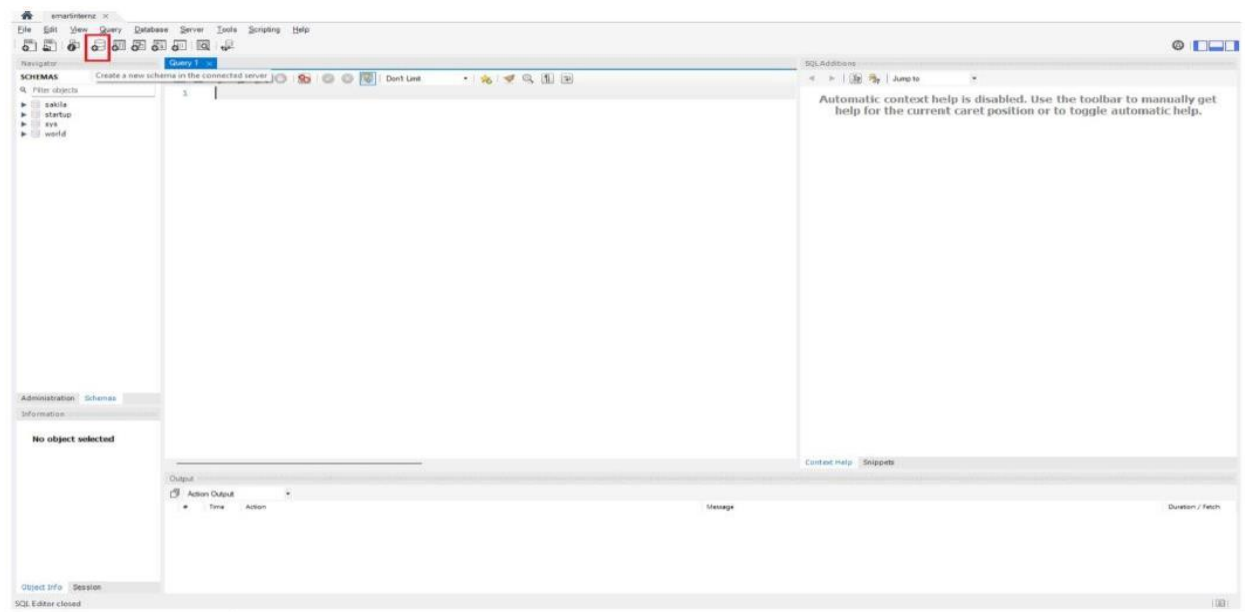 smartinternz ×
File Edit View Query Database Server Tools Scripting Help
Navigator
Query 1 ×
SQLAdditions
SCHEMAS
Create a new schema in the connected server
Don't Limit
Jump to
Filter objects
1
sakila
startup
sys
world
Automatic context help is disabled. Use the toolbar to manually get
help for the current caret position or to toggle automatic help.
Administration Schemas
Information
No object selected
Context Help Snippets
Output
Action Output
# Time Action Message Duration / Fetch
Object Info Session
SQL Editor closed